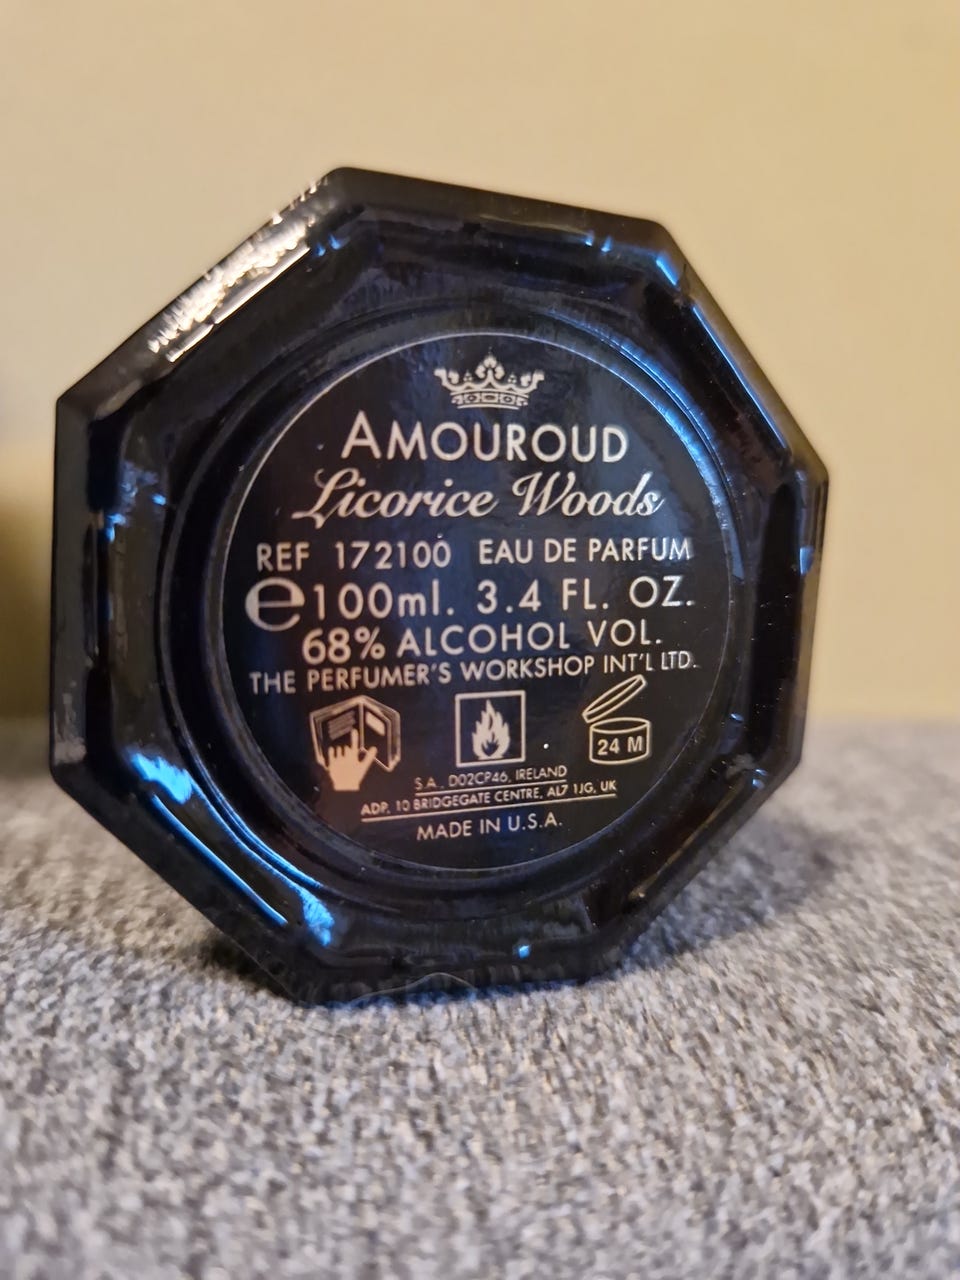 AMOUROUD
Licorice Woods
REF 172100 EAU DE PARFUM
℮100ml. 3.4 FL. OZ.
68% ALCOHOL VOL.
THE PERFUMER'S WORKSHOP INT'L LTD.
24 M
S.A., D02CP46, IRELAND
ADP, 10 BRIDGEGATE CENTRE, AL7 1JG, UK
MADE IN U.S.A.